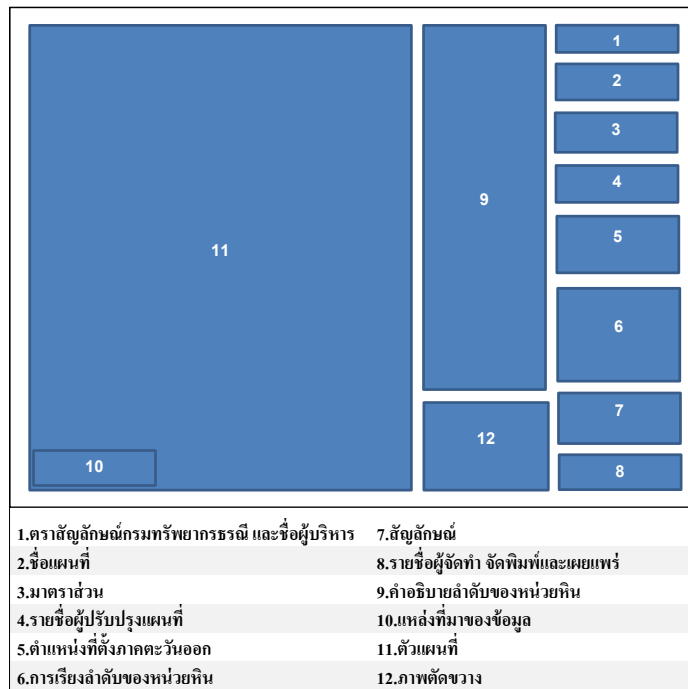 1
2
3
4
5
6
7
8
9
10
11
12
1.ตราสัญลักษณ์กรมทรัพยากรธรณี และชื่อผู้บริหาร
2.ชื่อแผนที่
3.มาตราส่วน
4.รายชื่อผู้ปรับปรุงแผนที่
5.ตำแหน่งที่ตั้งภาคตะวันออก
6.การเรียงลำดับของหน่วยหิน
7.สัญลักษณ์
8.รายชื่อผู้จัดทำ จัดพิมพ์และเผยแพร่
9.คำอธิบายลำดับของหน่วยหิน
10.แหล่งที่มาของข้อมูล
11.ตัวแผนที่
12.ภาพตัดขวาง